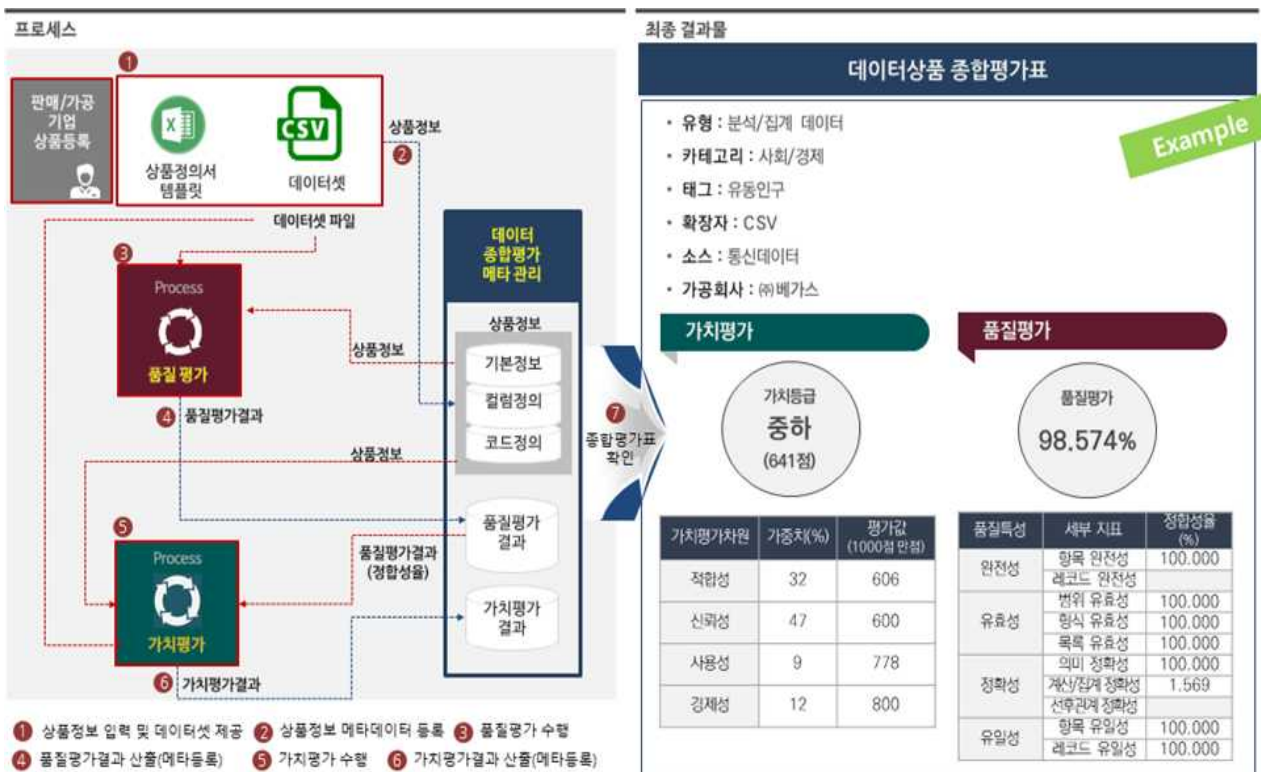 프로세스
최종 결과물
1
판매/가공
기업
상품등록
상품정의서
템플릿
CSV
데이터셋
상품정보
2
데이터셋 파일
3
Process
품질 평가
4 품질평가결과
상품정보
상품정보
5
Process
가치평가
6 가치평가결과
품질평가결과
(정합성율)
데이터
종합평가
메타 관리
상품정보
기본정보
컬럼정의
코드정의
품질평가
결과
가치평가
결과
7
종합평가표
확인
1 상품정보 입력 및 데이터셋 제공 2 상품정보 메타데이터 등록 3 품질평가 수행
4 품질평가결과 산출(메타등록) 5 가치평가 수행 6 가치평가결과 산출(메타등록)
데이터상품 종합평가표
Example
• 유형 : 분석/집계 데이터
• 카테고리 : 사회/경제
• 태그 : 유동인구
• 확장자 : CSV
• 소스 : 통신데이터
• 가공회사 : ㈜베가스
가치평가
가치등급
중하
(641점)
가치평가차원 가중치(%) 평가값
(1000점 만점)
적합성 32 606
신뢰성 47 600
사용성 9 778
경제성 12 800
품질평가
품질평가
98.574%
품질특성 세부 지표 정합성율
(%)
완전성 항목 완전성 100.000
레코드 완전성
유효성 범위 유효성 100.000
형식 유효성 100.000
목록 유효성 100.000
정확성 의미 정확성 100.000
계산/집계 정확성 1.569
선후관계 정확성
유일성 항목 유일성 100.000
레코드 유일성 100.000